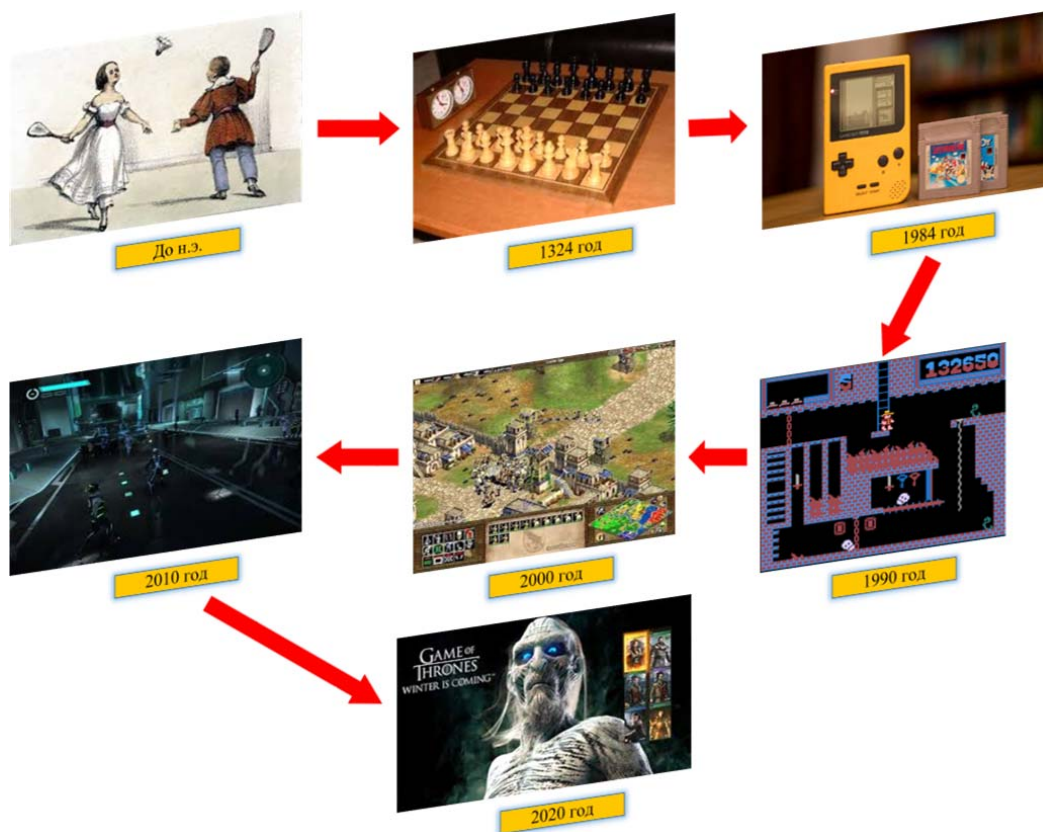 До н.э.
1324 год
1984 год
132650
1990 год
2000 год
2010 год
GAME OF
THRONES
WINTER IS COMING™
2020 год